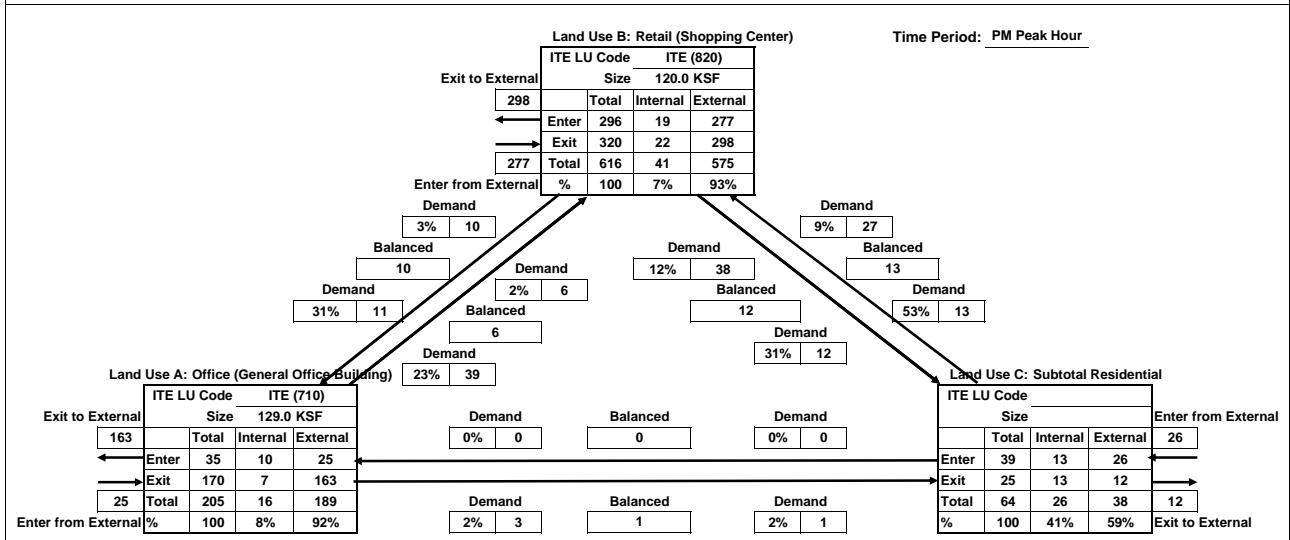 Land Use B: Retail (Shopping Center)
Time Period: PM Peak Hour
ITE LU Code ITE (820)
Exit to External Size 120.0 KSF
298 Total Internal External
Enter 296 19 277
Exit 320 22 298
277 Total 616 41 575
Enter from External % 100 7% 93%
Demand Demand
3% 10 9% 27
Balanced Demand Balanced
10 Demand 12% 38 13
Demand 2% 6 Balanced Demand
31% 11 Balanced 12 53% 13
6 Demand
Demand 31% 12
Land Use A: Office (General Office Building) 23% 39 Land Use C: Subtotal Residential
ITE LU Code ITE (710) ITE LU Code
Exit to External Size 129.0 KSF Demand Balanced Demand Size Enter from External
163 Total Internal External 0% 0 0 0% 0 Total Internal External 26
Enter 35 10 25 Enter 39 13 26
Exit 170 7 163 Exit 25 13 12
25 Total 205 16 189 Demand Balanced Demand Total 64 26 38 12
Enter from External % 100 8% 92% 2% 3 1 2% 1 % 100 41% 59% Exit to External